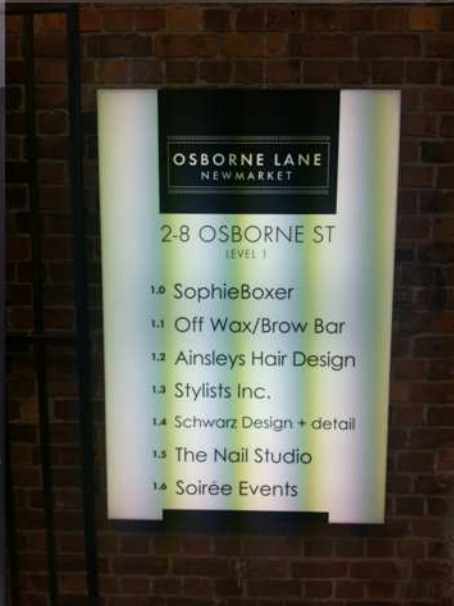 OSBORNE LANE
NEWMARKET
2-8 OSBORNE ST
LEVEL 1
1.0 SophieBoxer
1.1 Off Wax/Brow Bar
1.2 Ainsleys Hair Design
1.3 Stylists Inc.
1.4 Schwarz Design + detail
1.5 The Nail Studio
1.6 Soirée Events